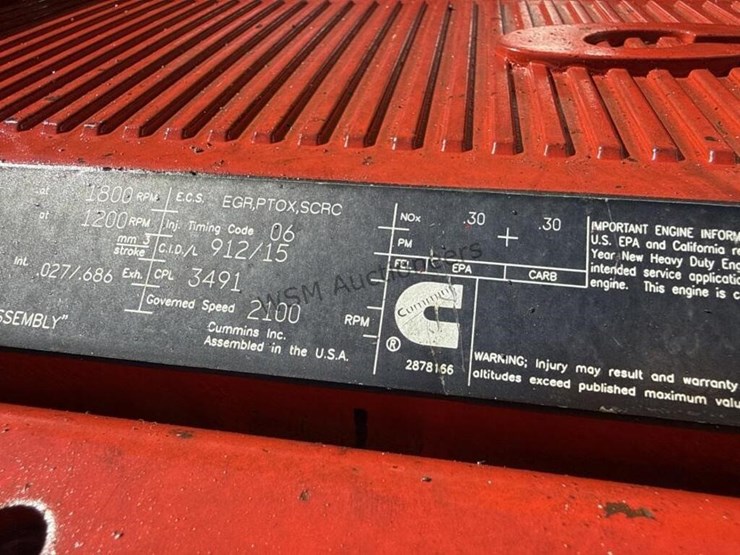 at 1800 RPM E.C.S. EGR,PTOX,SCRC
at 1200 RPM Inj. Timing Code 06
mm 3 stroke C.I.D./L 912/15
Int. .027/.686 Exh. CPL 3491
Governed Speed 2100 RPM
Cummins Inc.
Assembled in the U.S.A.
SSEMBLY"
NOx .30 + .30
PM
FEL EPA CARB
Cummins
®
2878166
IMPORTANT ENGINE INFORM
U.S. EPA and California re
Year New Heavy Duty Eng
intended service applicatio
engine. This engine is c
WARNING; Injury may result and warranty
altitudes exceed published maximum valu
WSM Auctioneers